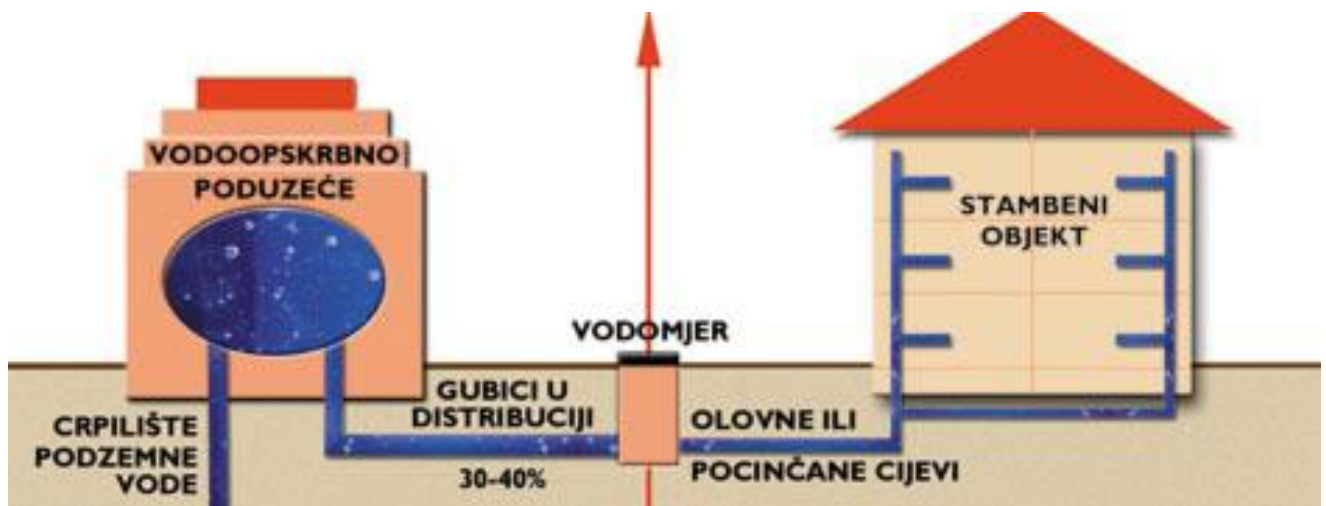 VODOOPSKRBNO
PODUZEĆE
STAMBENI
OBJEKT
VODOMJER
GUBICI U
DISTRIBUCIJI
30-40%
CRPILIŠTE
PODZEMNE
VODE
OLOVNE ILI
POCINČANE CIJEVI